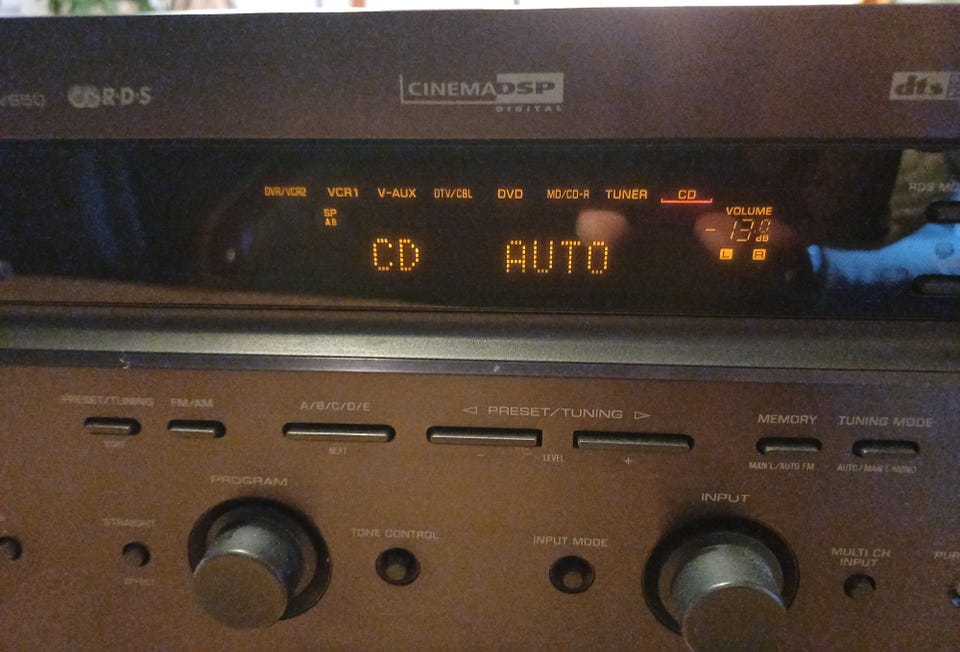 R·D·S
CINEMA DSP
DIGITAL
dts
DVR/VCR2 VCR1 V-AUX DTV/CBL DVD MD/CD-R TUNER CD
SP
A B
VOLUME
dB
L R
CD AUTO
PRESET/TUNING FM/AM A/B/C/D/E ◁ PRESET/TUNING ▷ MEMORY TUNING MODE
EDIT NEXT − LEVEL + MAN'L/AUTO FM AUTO/MAN'L MONO
PROGRAM INPUT
STRAIGHT TONE CONTROL INPUT MODE MULTI CH
INPUT
EFFECT